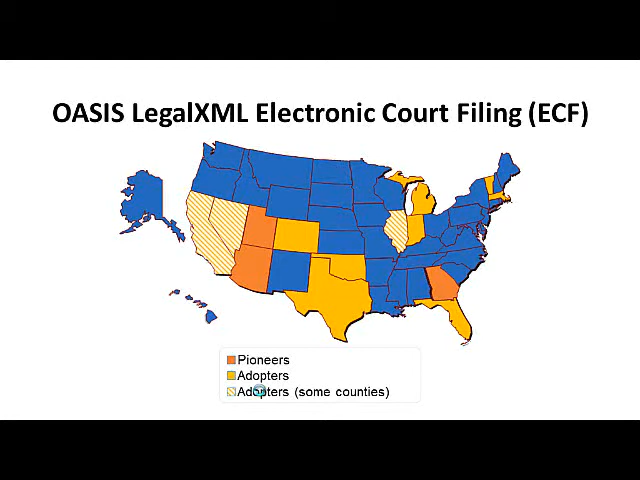 OASIS LegalXML Electronic Court Filing (ECF)
Pioneers
Adopters
Adopters (some counties)